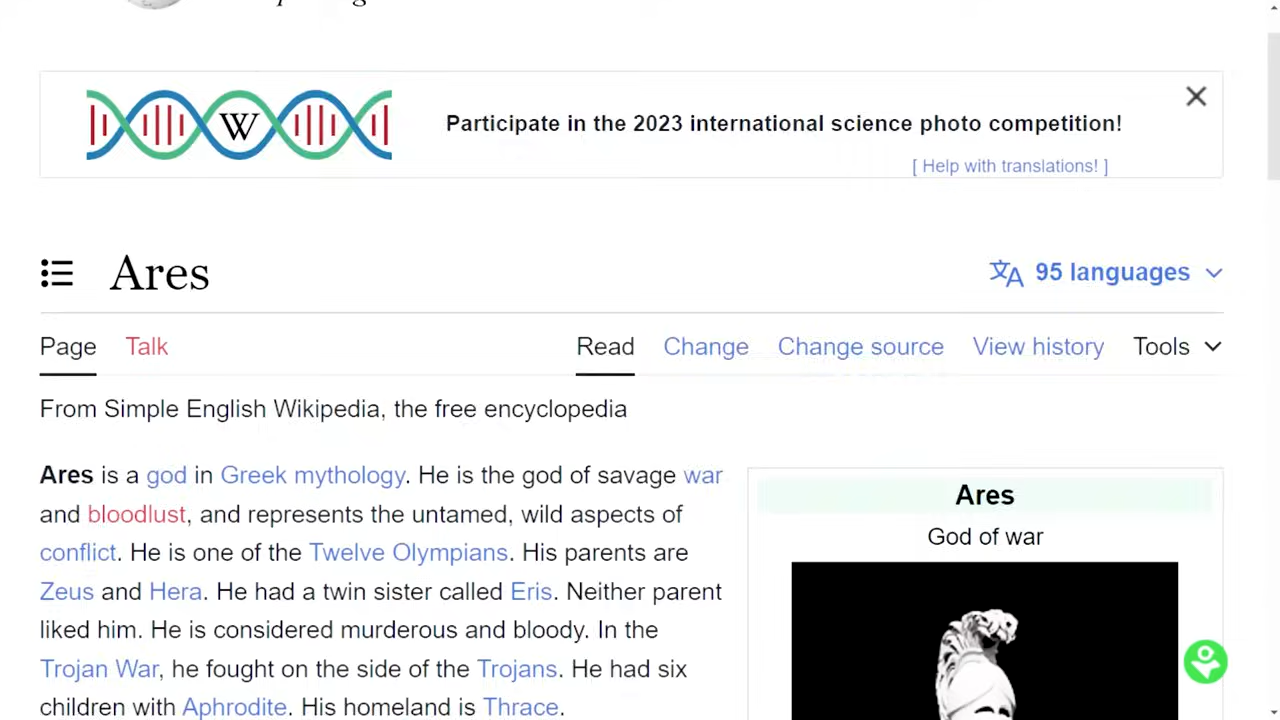 W
Participate in the 2023 international science photo competition!
[ Help with translations! ]
Ares
95 languages
Page Talk Read Change Change source View history Tools
From Simple English Wikipedia, the free encyclopedia
Ares is a god in Greek mythology. He is the god of savage war
and bloodlust, and represents the untamed, wild aspects of
conflict. He is one of the Twelve Olympians. His parents are
Zeus and Hera. He had a twin sister called Eris. Neither parent
liked him. He is considered murderous and bloody. In the
Trojan War, he fought on the side of the Trojans. He had six
children with Aphrodite. His homeland is Thrace.
Ares
God of war